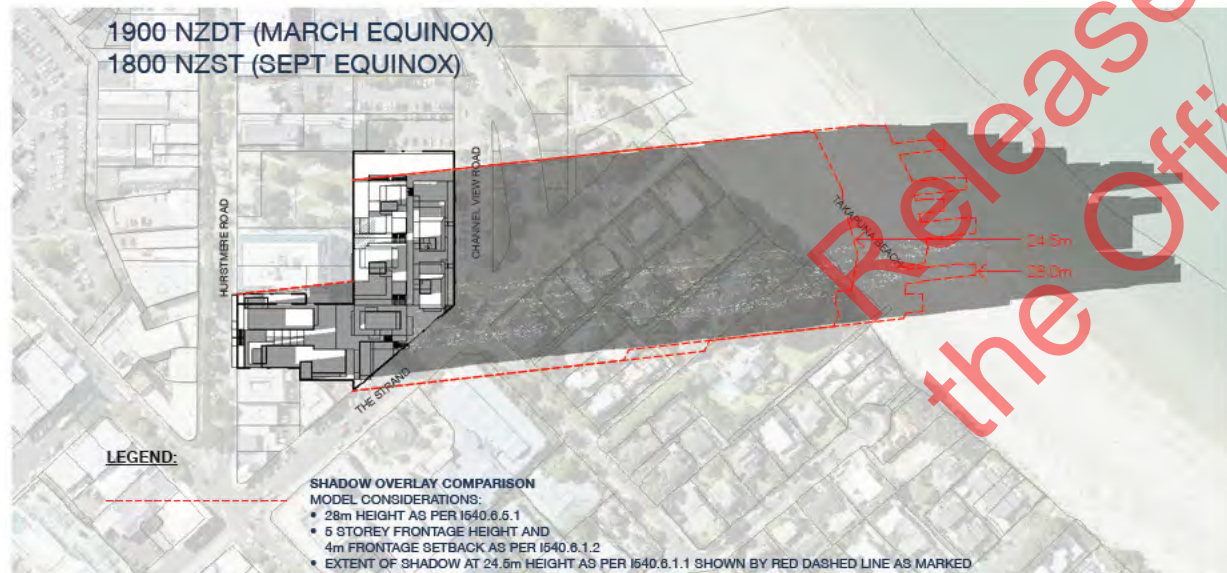 1900 NZDT (MARCH EQUINOX)
1800 NZST (SEPT EQUINOX)
Release
the Offi
HURSTMERE ROAD
CHANNEL VIEW ROAD
TAKAPUNA BEACH
24.5m
28.0m
THE STRAND
LEGEND:
SHADOW OVERLAY COMPARISON
MODEL CONSIDERATIONS:
• 28m HEIGHT AS PER I540.6.5.1
• 5 STOREY FRONTAGE HEIGHT AND
4m FRONTAGE SETBACK AS PER I540.6.1.2
• EXTENT OF SHADOW AT 24.5m HEIGHT AS PER I540.6.1.1 SHOWN BY RED DASHED LINE AS MARKED